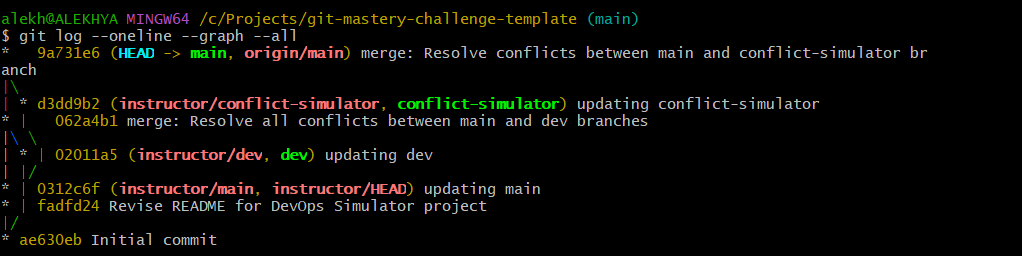 alekh@ALEKHYA MINGW64 /c/Projects/git-mastery-challenge-template (main)
$ git log --oneline --graph --all
*   9a731e6 (HEAD -> main, origin/main) merge: Resolve conflicts between main and conflict-simulator br
anch
|\
| * d3dd9b2 (instructor/conflict-simulator, conflict-simulator) updating conflict-simulator
* |   062a4b1 merge: Resolve all conflicts between main and dev branches
|\ \
| * | 02011a5 (instructor/dev, dev) updating dev
| |/
* | 0312c6f (instructor/main, instructor/HEAD) updating main
* | fadfd24 Revise README for DevOps Simulator project
|/
* ae630eb Initial commit